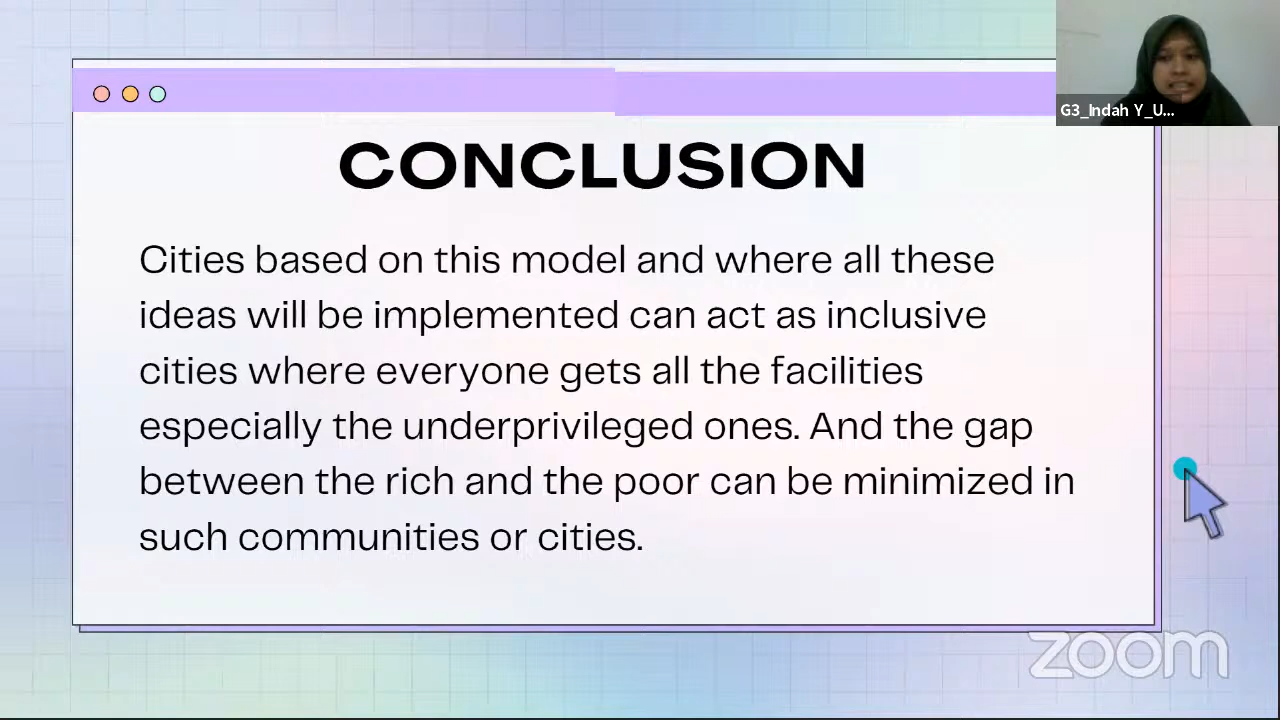 G3_Indah Y_U...
CONCLUSION
Cities based on this model and where all these
ideas will be implemented can act as inclusive
cities where everyone gets all the facilities
especially the underprivileged ones. And the gap
between the rich and the poor can be minimized in
such communities or cities.
zoom